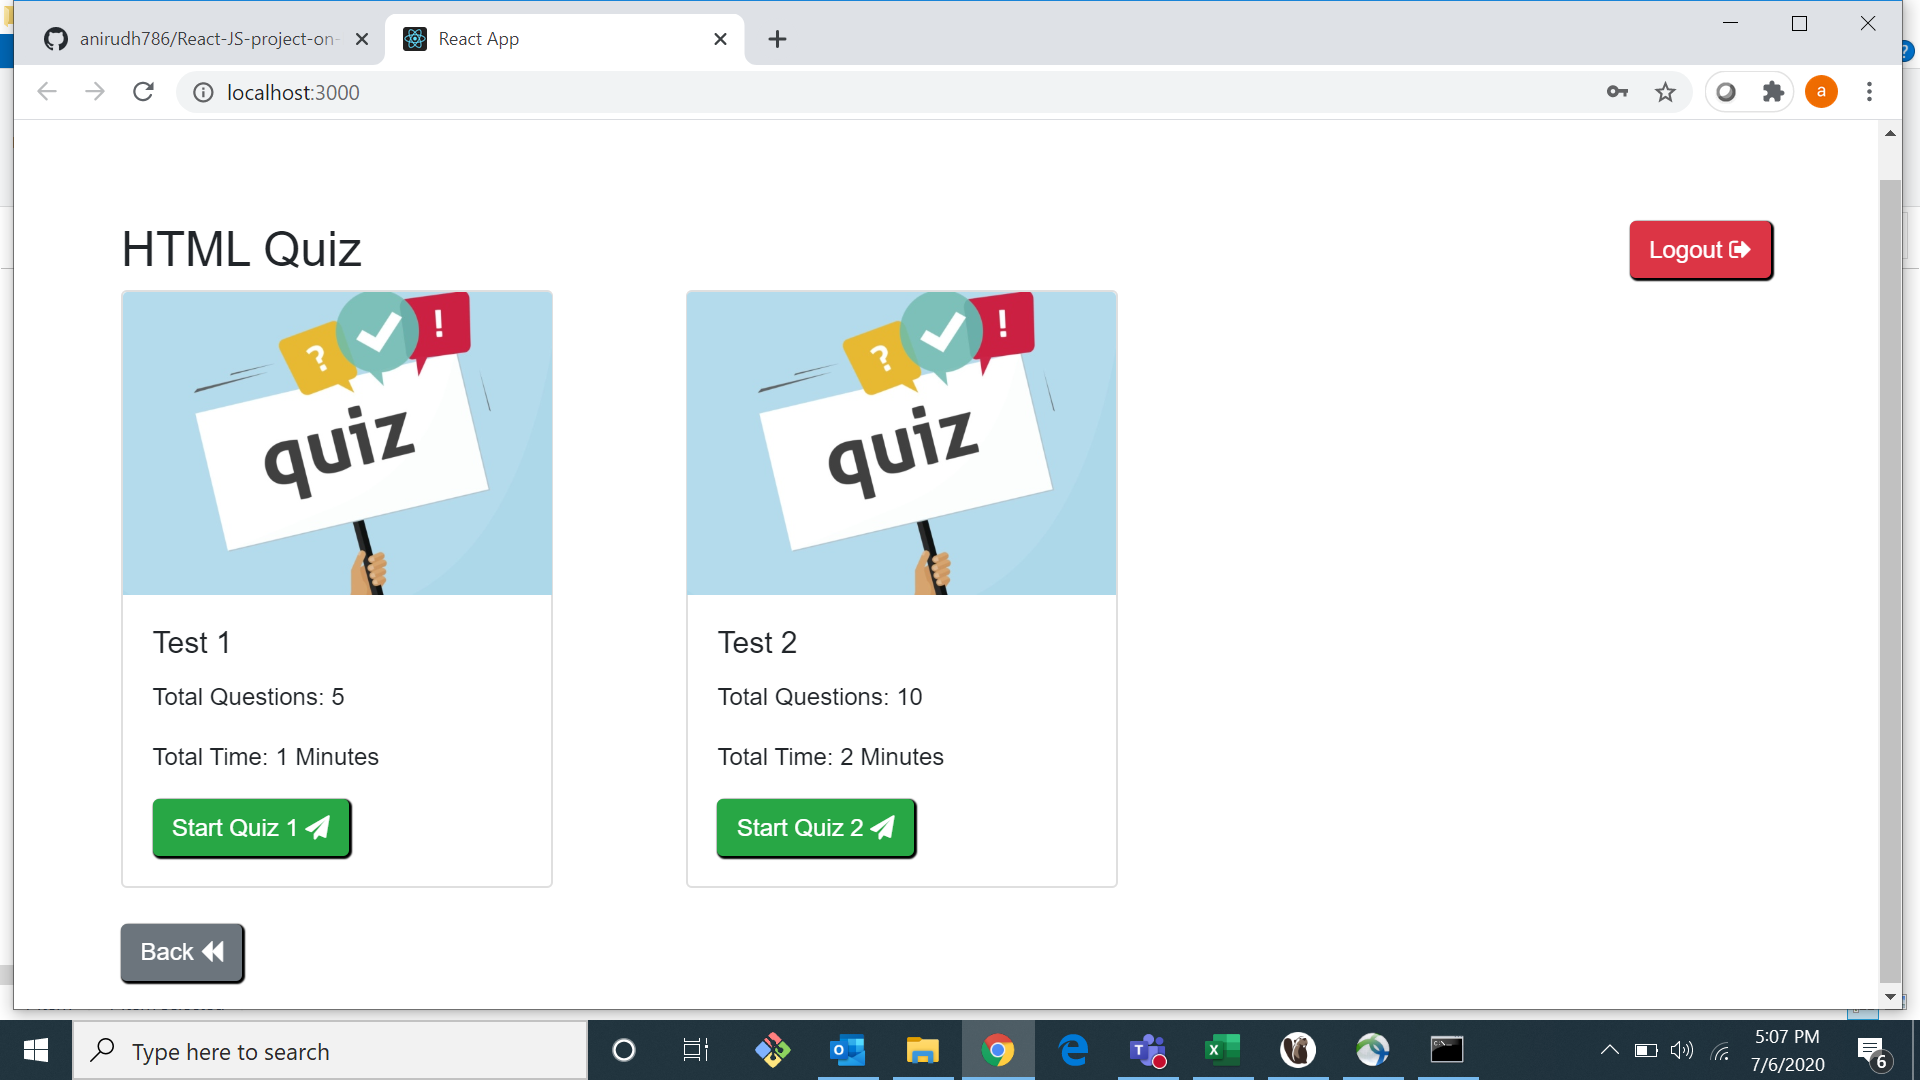 anirudh786/React-JS-project-on-
React App
localhost:3000
a
HTML Quiz
Logout
? !
quiz
? !
quiz
Test 1
Total Questions: 5
Total Time: 1 Minutes
Start Quiz 1
Test 2
Total Questions: 10
Total Time: 2 Minutes
Start Quiz 2
Back
Type here to search
5:07 PM
7/6/2020
6